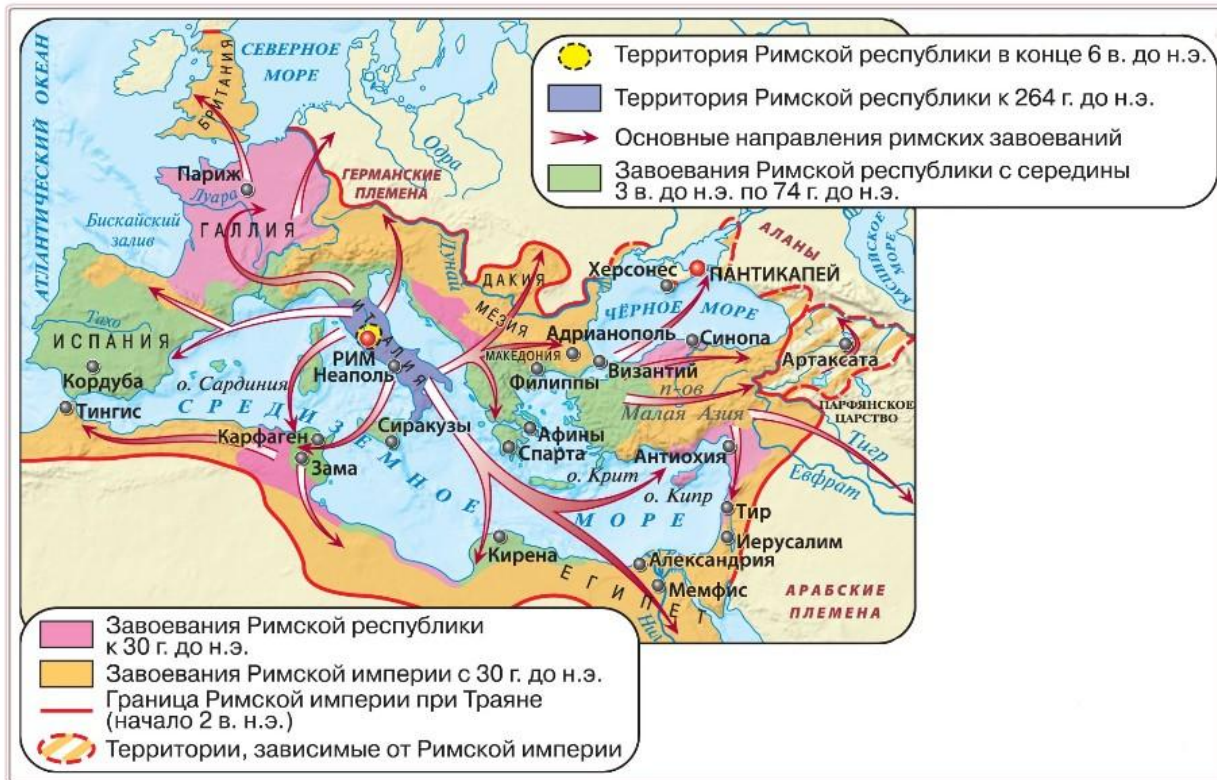 Территория Римской республики в конце 6 в. до н.э.
Территория Римской республики к 264 г. до н.э.
Основные направления римских завоеваний
Завоевания Римской республики с середины
3 в. до н.э. по 74 г. до н.э.
АТЛАНТИЧЕСКИЙ ОКЕАН
СЕВЕРНОЕ
МОРЕ
БРИТАНИЯ
Одра
Париж
Луара
ГЕРМАНСКИЕ
ПЛЕМЕНА
Бискайский
залив
ГАЛЛИЯ
Дунай
АЛАНЫ
КАСПИЙСКОЕ
МОРЕ
ДАКИЯ
Херсонес
ПАНТИКАПЕЙ
МЁЗИЯ
ЧЁРНОЕ МОРЕ
Тахо
ИСПАНИЯ
ИТАЛИЯ
Адрианополь
Синопа
РИМ
МАКЕДОНИЯ
Артаксата
Неаполь
Византий
Кордуба
о. Сардиния
Филиппы
п-ов
Малая Азия
ПАРФЯНСКОЕ
ЦАРСТВО
Тингис
СРЕДИЗЕМНОЕ МОРЕ
Сиракузы
Афины
Карфаген
Спарта
Антиохия
Тигр
Зама
о. Крит
Евфрат
о. Кипр
Тир
Кирена
Иерусалим
Александрия
ЕГИПЕТ
Мемфис
АРАБСКИЕ
ПЛЕМЕНА
Нил
Завоевания Римской республики
к 30 г. до н.э.
Завоевания Римской империи с 30 г. до н.э.
Граница Римской империи при Траяне
(начало 2 в. н.э.)
Территории, зависимые от Римской империи